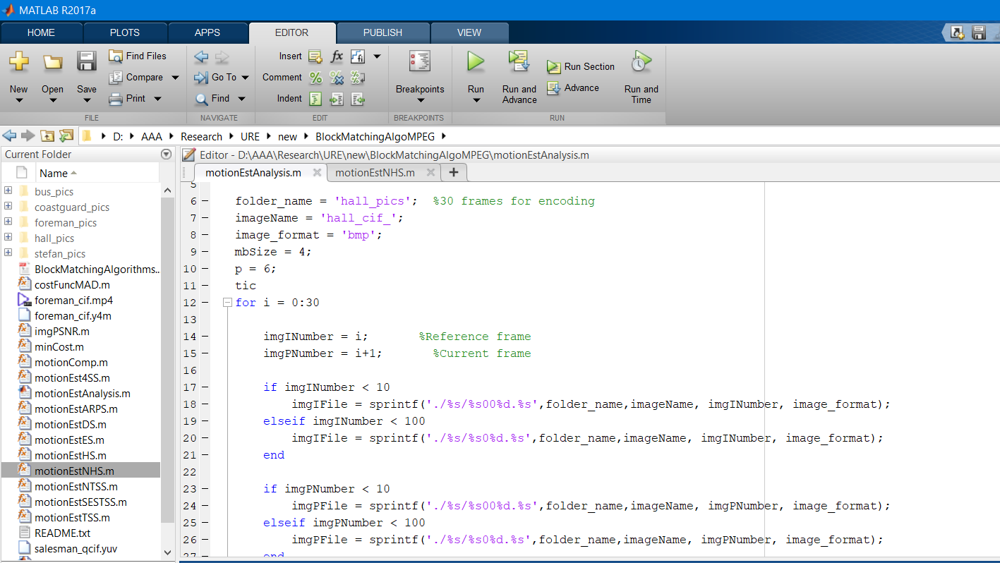 MATLAB R2017a
HOME PLOTS APPS EDITOR PUBLISH VIEW
New
Open
Save
Find Files
Compare
Print
FILE
Go To
Find
NAVIGATE
Insert
Comment
Indent
EDIT
Breakpoints
BREAKPOINTS
Run
Run and
Advance
Run Section
Advance
Run and
Time
RUN
D: AAA Research URE new BlockMatchingAlgoMPEG
Current Folder
Name
bus_pics
coastguard_pics
foreman_pics
hall_pics
stefan_pics
BlockMatchingAlgorithms...
costFuncMAD.m
foreman_cif.mp4
foreman_cif.y4m
imgPSNR.m
minCost.m
motionComp.m
motionEst4SS.m
motionEstAnalysis.m
motionEstARPS.m
motionEstDS.m
motionEstES.m
motionEstHS.m
motionEstNHS.m
motionEstNTSS.m
motionEstSESTSS.m
motionEstTSS.m
README.txt
salesman_qcif.yuv
Editor - D:\AAA\Research\URE\new\BlockMatchingAlgoMPEG\motionEstAnalysis.m
motionEstAnalysis.m motionEstNHS.m
5
6 – folder_name = 'hall_pics'; %30 frames for encoding
7 – imageName = 'hall_cif_';
8 – image_format = 'bmp';
9 – mbSize = 4;
10 – p = 6;
11 – tic
12 – for i = 0:30
13
14 – imgINumber = i; %Reference frame
15 – imgPNumber = i+1; %Current frame
16
17 – if imgINumber < 10
18 – imgIFile = sprintf('./%s/%s00%d.%s',folder_name,imageName, imgINumber, image_format);
19 – elseif imgINumber < 100
20 – imgIFile = sprintf('./%s/%s0%d.%s',folder_name,imageName, imgINumber, image_format);
21 – end
22
23 – if imgPNumber < 10
24 – imgPFile = sprintf('./%s/%s00%d.%s',folder_name,imageName, imgPNumber, image_format);
25 – elseif imgPNumber < 100
26 – imgPFile = sprintf('./%s/%s0%d.%s',folder_name,imageName, imgPNumber, image_format);
27 – end